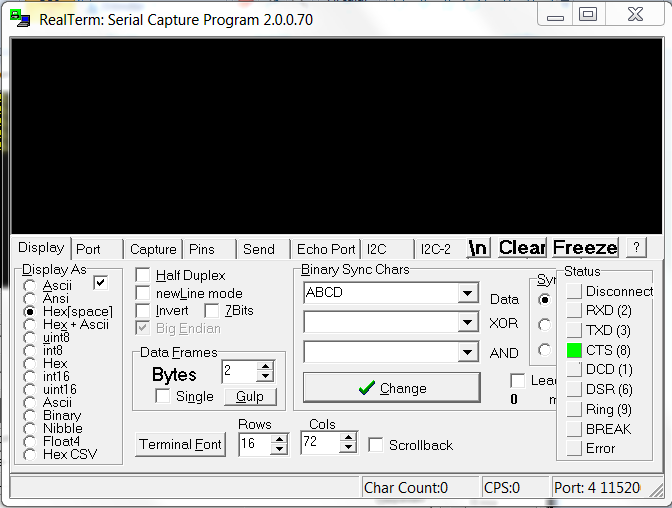 RealTerm: Serial Capture Program 2.0.0.70
Display Port Capture Pins Send Echo Port I2C I2C-2 \n Clear Freeze ?
Display As
Ascii
Ansi
Hex[space]
Hex + Ascii
uint8
int8
Hex
int16
uint16
Ascii
Binary
Nibble
Float4
Hex CSV
Half Duplex
newLine mode
Invert 7Bits
Big Endian
Data Frames
Bytes 2
Single Gulp
Terminal Font
Rows
16
Cols
72
Scrollback
Binary Sync Chars
ABCD
Data
XOR
AND
Change
Syn
Lead
0 m
Status
Disconnect
RXD (2)
TXD (3)
CTS (8)
DCD (1)
DSR (6)
Ring (9)
BREAK
Error
Char Count:0 CPS:0 Port: 4 11520